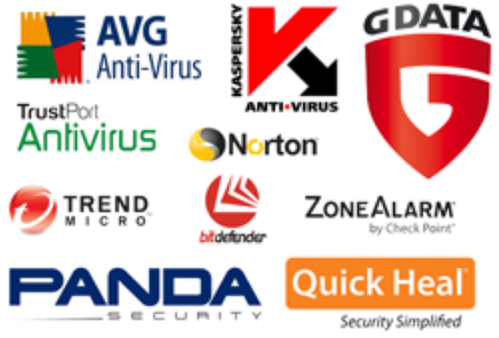 AVG
Anti-Virus
KASPERSKY
ANTI•VIRUS
G DATA
TrustPort
Antivirus
Norton
TREND
MICRO
bitdefender
ZONEALARM
by Check Point
PANDA
SECURITY
Quick Heal
Security Simplified